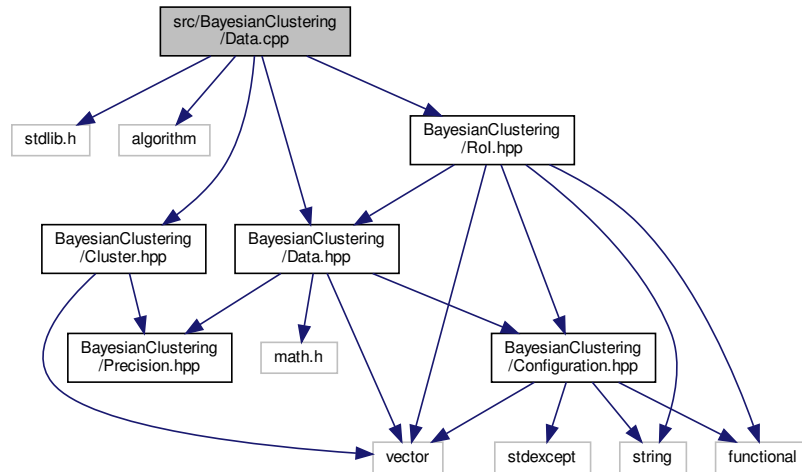 src/BayesianClustering
/Data.cpp
stdlib.h
algorithm
BayesianClustering
/RoI.hpp
BayesianClustering
/Cluster.hpp
BayesianClustering
/Data.hpp
BayesianClustering
/Precision.hpp
math.h
BayesianClustering
/Configuration.hpp
vector
stdexcept
string
functional